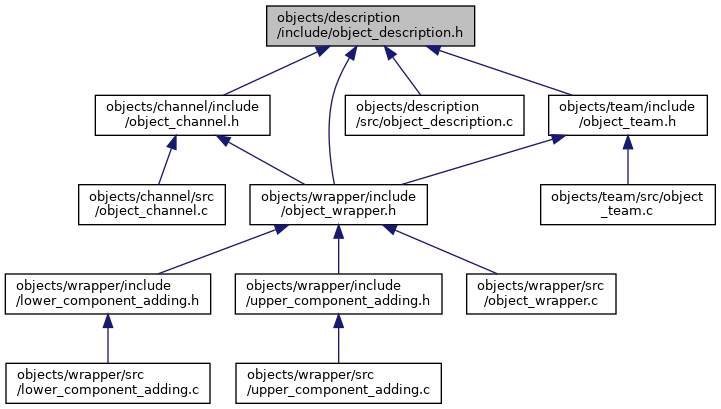 objects/description
/include/object_description.h
objects/channel/include
/object_channel.h
objects/description
/src/object_description.c
objects/team/include
/object_team.h
objects/channel/src
/object_channel.c
objects/wrapper/include
/object_wrapper.h
objects/team/src/object
_team.c
objects/wrapper/include
/lower_component_adding.h
objects/wrapper/include
/upper_component_adding.h
objects/wrapper/src
/object_wrapper.c
objects/wrapper/src
/lower_component_adding.c
objects/wrapper/src
/upper_component_adding.c